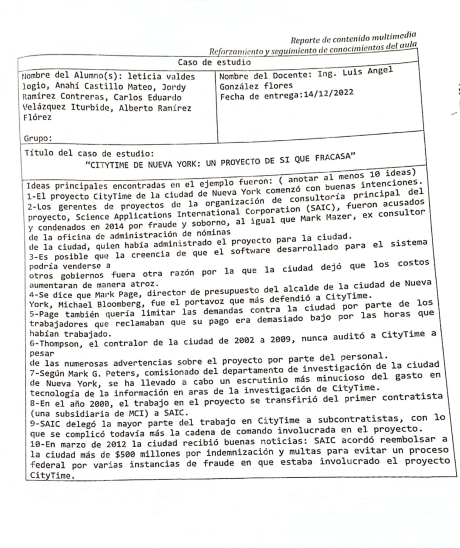 Reporte de contenido multimedia
Reforzamiento y seguimiento de conocimientos del aula
Caso de estudio
Nombre del Alumno(s): leticia valdes
logio, Anahí Castillo Mateo, Jordy
Ramírez Contreras, Carlos Eduardo
Velázquez Iturbide, Alberto Ramírez
Flórez
Grupo:
Nombre del Docente: Ing. Luis Angel
González flores
Fecha de entrega:14/12/2022
Título del caso de estudio:
"CITYTIME DE NUEVA YORK: UN PROYECTO DE SI QUE FRACASA"
Ideas principales encontradas en el ejemplo fueron: ( anotar al menos 10 ideas)
1-El proyecto CityTime de la ciudad de Nueva York comenzó con buenas intenciones.
2-Los gerentes de proyectos de la organización de consultoría principal del
proyecto, Science Applications International Corporation (SAIC), fueron acusados
y condenados en 2014 por fraude y soborno, al igual que Mark Mazer, ex consultor
de la oficina de administración de nóminas
de la ciudad, quien había administrado el proyecto para la ciudad.
3-Es posible que la creencia de que el software desarrollado para el sistema
podría venderse a
otros gobiernos fuera otra razón por la que la ciudad dejó que los costos
aumentaran de manera atroz.
4-Se dice que Mark Page, director de presupuesto del alcalde de la ciudad de Nueva
York, Michael Bloomberg, fue el portavoz que más defendió a CityTime.
5-Page también quería limitar las demandas contra la ciudad por parte de los
trabajadores que reclamaban que su pago era demasiado bajo por las horas que
habían trabajado.
6-Thompson, el contralor de la ciudad de 2002 a 2009, nunca auditó a CityTime a
pesar
de las numerosas advertencias sobre el proyecto por parte del personal.
7-Según Mark G. Peters, comisionado del departamento de investigación de la ciudad
de Nueva York, se ha llevado a cabo un escrutinio más minucioso del gasto en
tecnología de la información en aras de la investigación de CityTime.
8-En el año 2000, el trabajo en el proyecto se transfirió del primer contratista
(una subsidiaria de MCI) a SAIC.
9-SAIC delegó la mayor parte del trabajo en CityTime a subcontratistas, con lo
que se complicó todavía más la cadena de comando involucrada en el proyecto.
10-En marzo de 2012 la ciudad recibió buenas noticias: SAIC acordó reembolsar a
la ciudad más de $500 millones por indemnización y multas para evitar un proceso
federal por varias instancias de fraude en que estaba involucrado el proyecto
CityTime.